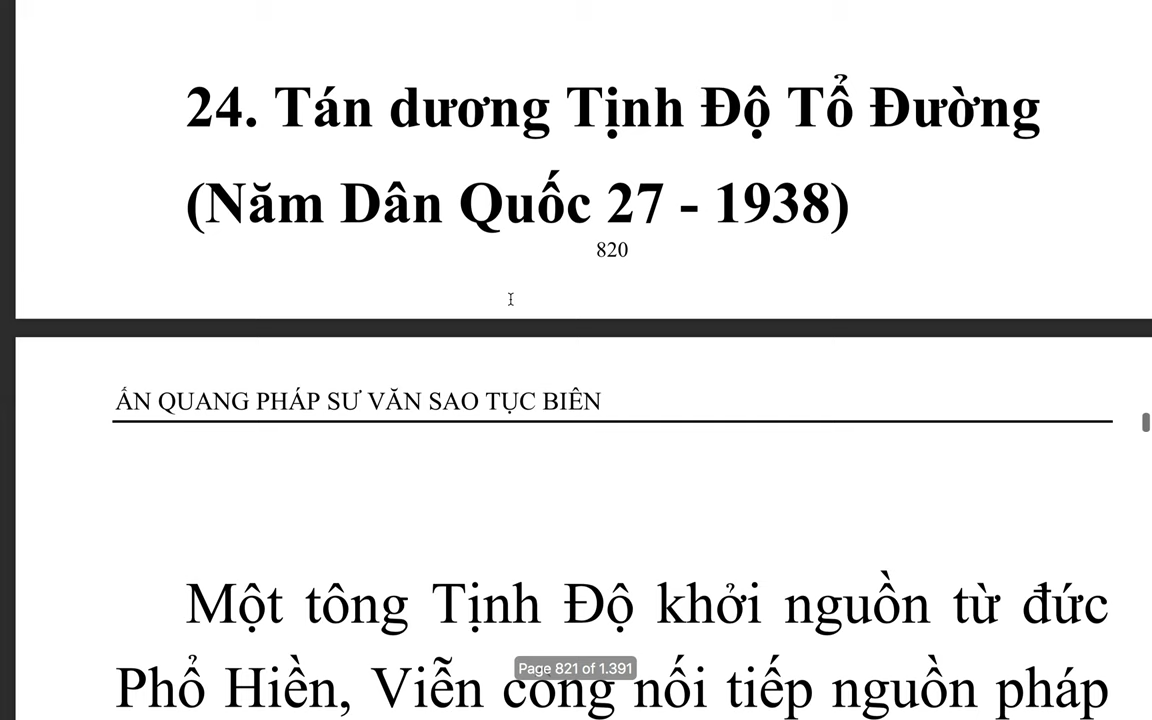 24. Tán dương Tịnh Độ Tổ Đường
(Năm Dân Quốc 27 - 1938)
820
ẤN QUANG PHÁP SƯ VĂN SAO TỤC BIÊN
Một tông Tịnh Độ khởi nguồn từ đức
Phổ Hiền, Viễn công nối tiếp nguồn pháp
Page 821 of 1.391